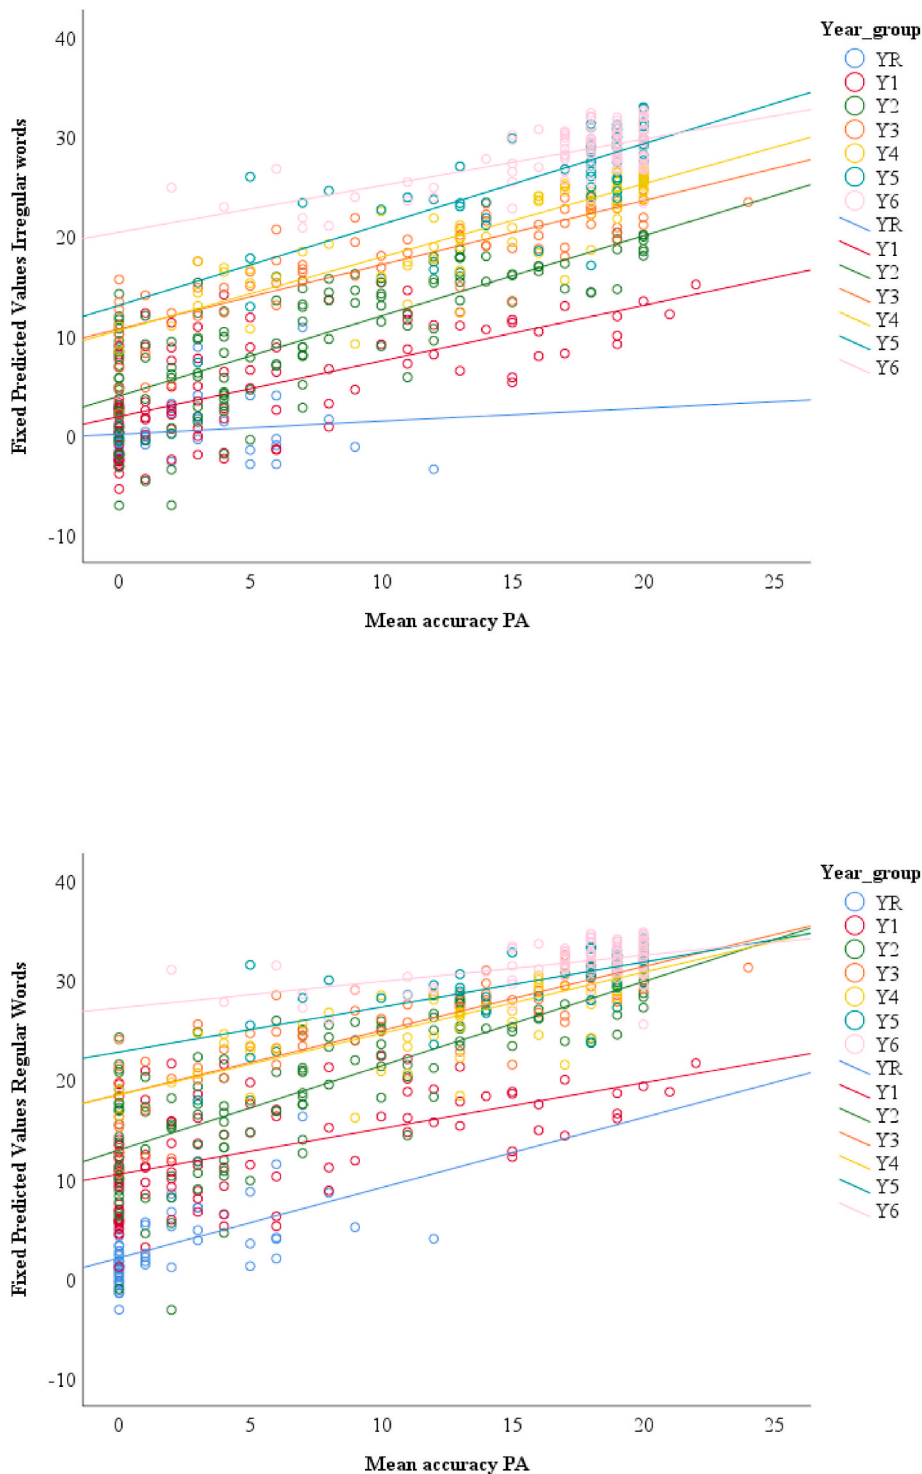 Year_group
YR
Y1
Y2
Y3
Y4
Y5
Y6
YR
Y1
Y2
Y3
Y4
Y5
Y6
Fixed Predicted Values Irregular words
40
30
20
10
0
-10
0 5 10 15 20 25
Mean accuracy PA
Year_group
YR
Y1
Y2
Y3
Y4
Y5
Y6
YR
Y1
Y2
Y3
Y4
Y5
Y6
Fixed Predicted Values Regular Words
40
30
20
10
0
-10
0 5 10 15 20 25
Mean accuracy PA